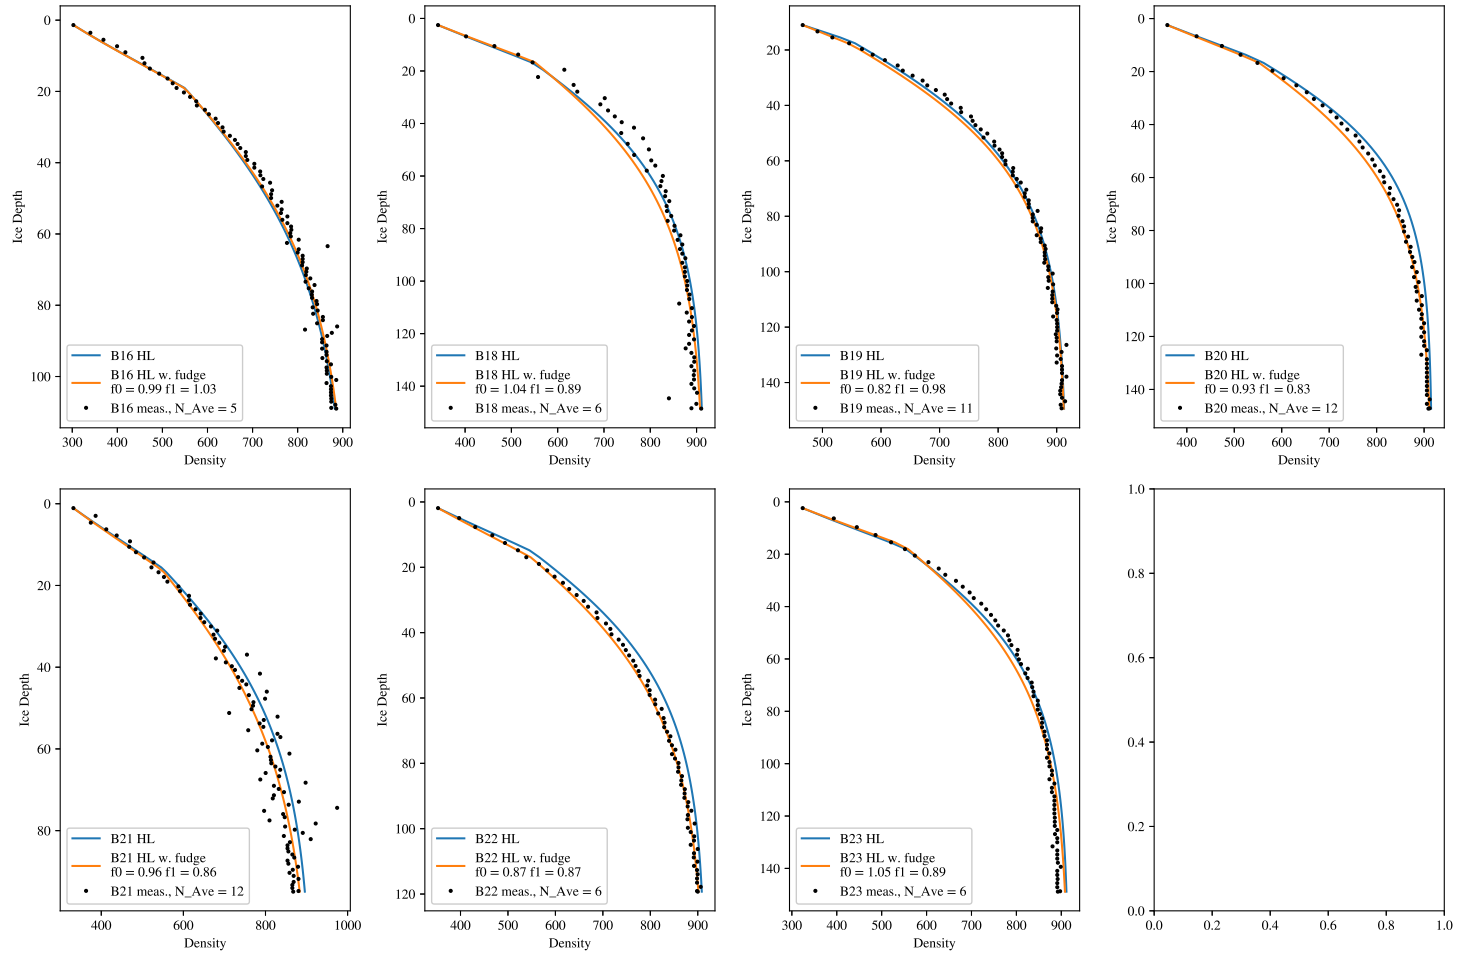 0
20
40
60
80
100
Ice Depth
B16 HL
B16 HL w. fudge
f0 = 0.99 f1 = 1.03
B16 meas., N_Ave = 5
300 400 500 600 700 800 900
Density
0
20
40
60
80
100
120
140
Ice Depth
B18 HL
B18 HL w. fudge
f0 = 1.04 f1 = 0.89
B18 meas., N_Ave = 6
400 500 600 700 800 900
Density
20
40
60
80
100
120
140
Ice Depth
B19 HL
B19 HL w. fudge
f0 = 0.82 f1 = 0.98
B19 meas., N_Ave = 11
500 600 700 800 900
Density
0
20
40
60
80
100
120
140
Ice Depth
B20 HL
B20 HL w. fudge
f0 = 0.93 f1 = 0.83
B20 meas., N_Ave = 12
400 500 600 700 800 900
Density
0
20
40
60
80
Ice Depth
B21 HL
B21 HL w. fudge
f0 = 0.96 f1 = 0.86
B21 meas., N_Ave = 12
400 600 800 1000
Density
0
20
40
60
80
100
120
Ice Depth
B22 HL
B22 HL w. fudge
f0 = 0.87 f1 = 0.87
B22 meas., N_Ave = 6
400 500 600 700 800 900
Density
0
20
40
60
80
100
120
140
Ice Depth
B23 HL
B23 HL w. fudge
f0 = 1.05 f1 = 0.89
B23 meas., N_Ave = 6
300 400 500 600 700 800 900
Density
1.0
0.8
0.6
0.4
0.2
0.0
0.0 0.2 0.4 0.6 0.8 1.0